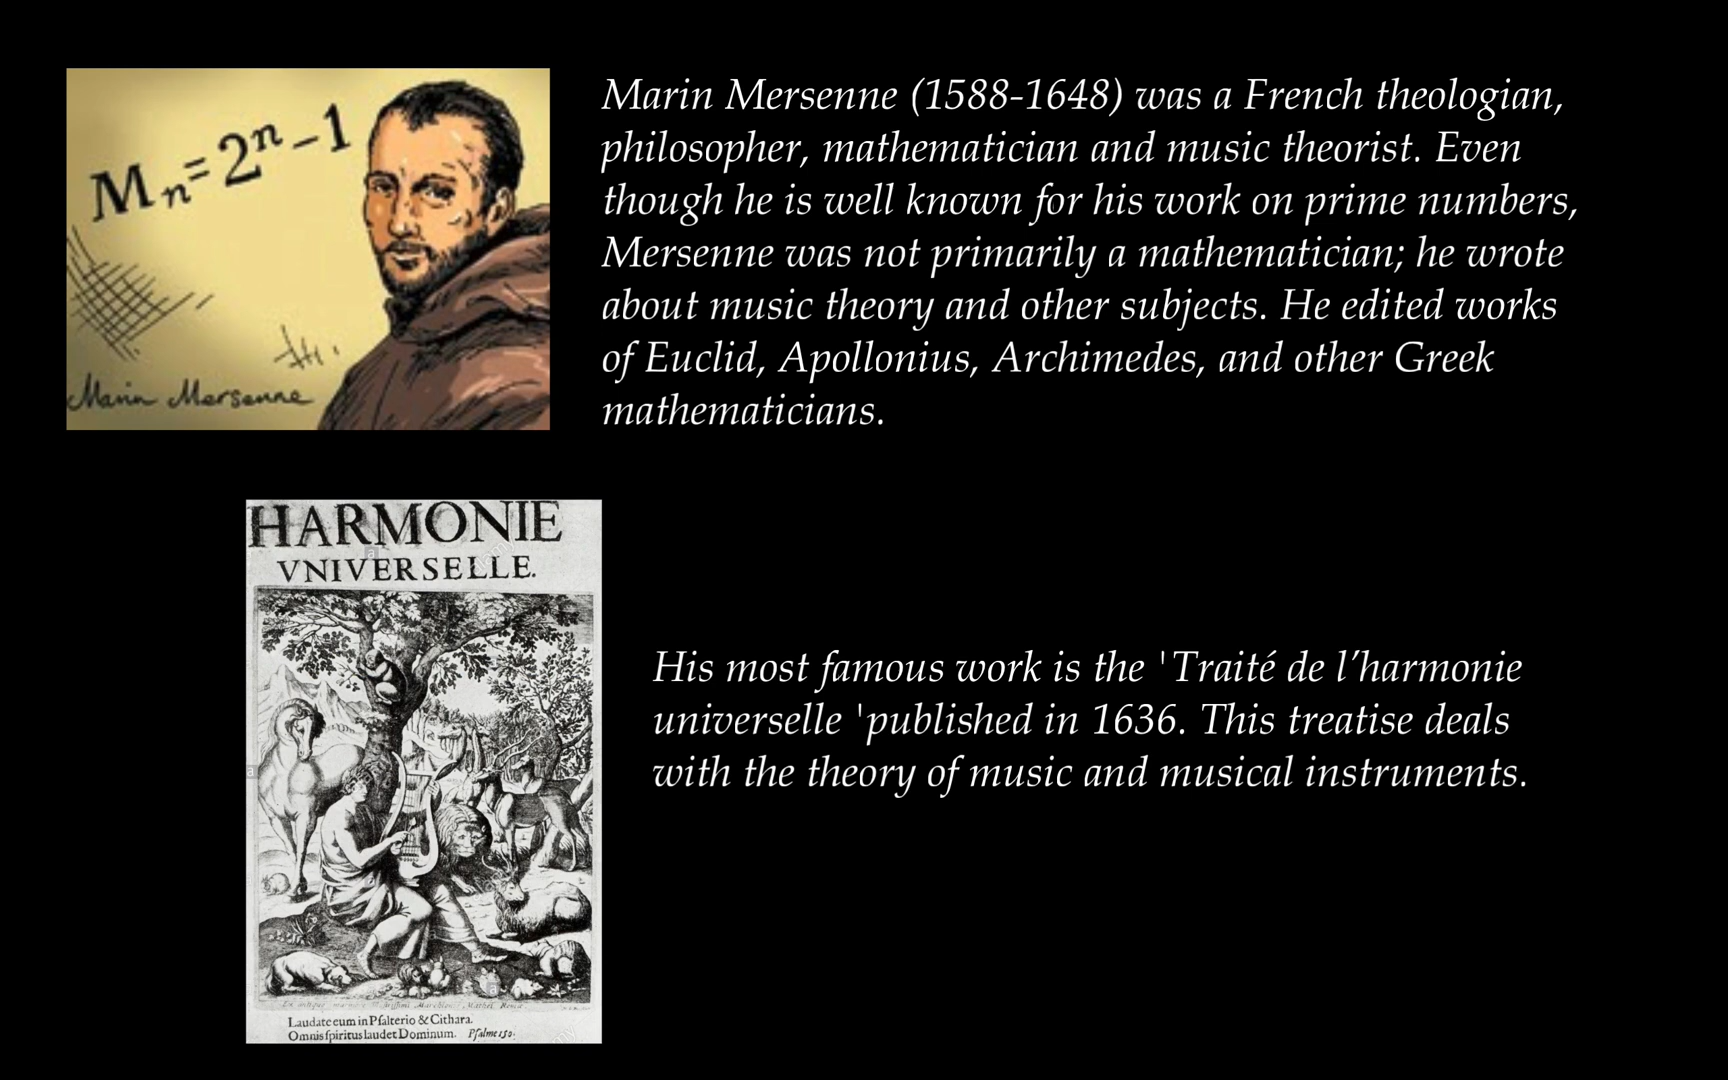 Mₙ=2ⁿ-1
Marin Mersenne
Marin Mersenne (1588-1648) was a French theologian,
philosopher, mathematician and music theorist. Even
though he is well known for his work on prime numbers,
Mersenne was not primarily a mathematician; he wrote
about music theory and other subjects. He edited works
of Euclid, Apollonius, Archimedes, and other Greek
mathematicians.
HARMONIE
VNIVERSELLE.
Laudate eum in Pſalterio & Cithara.
Omnis ſpiritus laudet Dominum. Pſalme 150.
His most famous work is the 'Traité de l’harmonie
universelle 'published in 1636. This treatise deals
with the theory of music and musical instruments.